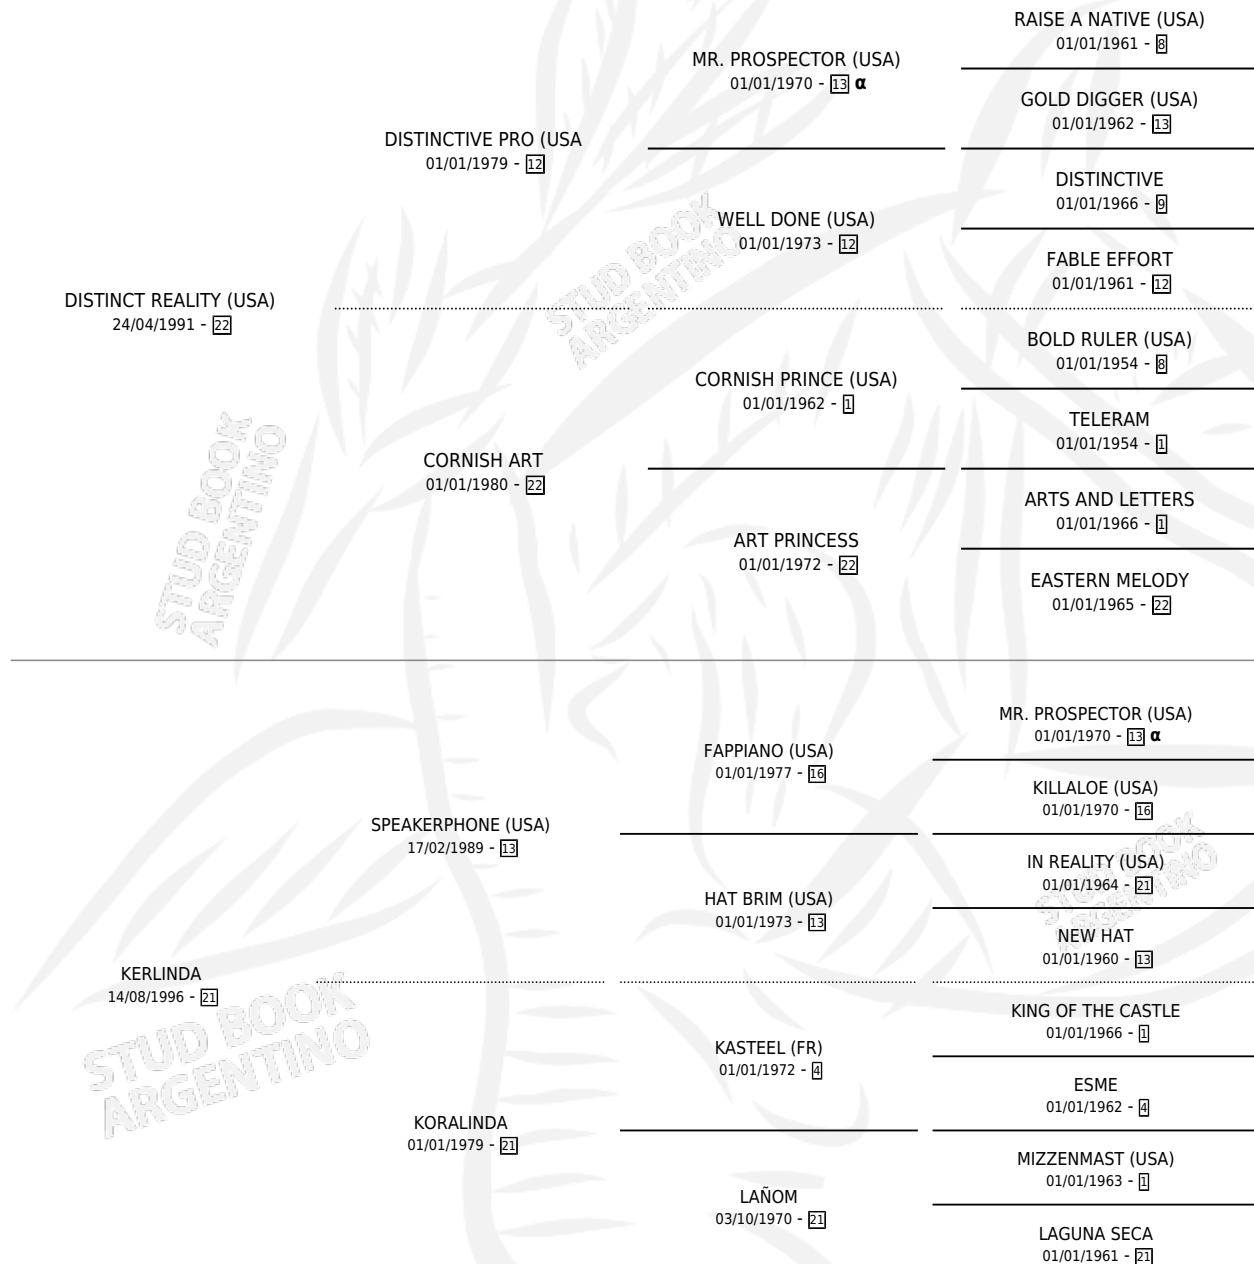 RAISE A NATIVE (USA)
01/01/1961 - 8
MR. PROSPECTOR (USA)
01/01/1970 - 13 α
GOLD DIGGER (USA)
01/01/1962 - 13
DISTINCTIVE PRO (USA
01/01/1979 - 12
DISTINCTIVE
01/01/1966 - 9
WELL DONE (USA)
01/01/1973 - 12
FABLE EFFORT
01/01/1961 - 12
DISTINCT REALITY (USA)
24/04/1991 - 22
BOLD RULER (USA)
01/01/1954 - 8
CORNISH PRINCE (USA)
01/01/1962 - 1
TELERAM
01/01/1954 - 1
CORNISH ART
01/01/1980 - 22
ARTS AND LETTERS
01/01/1966 - 1
ART PRINCESS
01/01/1972 - 22
EASTERN MELODY
01/01/1965 - 22
MR. PROSPECTOR (USA)
01/01/1970 - 13 α
FAPPIANO (USA)
01/01/1977 - 16
KILLALOE (USA)
01/01/1970 - 16
SPEAKERPHONE (USA)
17/02/1989 - 13
IN REALITY (USA)
01/01/1964 - 21
HAT BRIM (USA)
01/01/1973 - 13
NEW HAT
01/01/1960 - 13
KERLINDA
14/08/1996 - 21
KING OF THE CASTLE
01/01/1966 - 1
KASTEEL (FR)
01/01/1972 - 4
ESME
01/01/1962 - 4
KORALINDA
01/01/1979 - 21
MIZZENMAST (USA)
01/01/1963 - 1
LAÑOM
03/10/1970 - 21
LAGUNA SECA
01/01/1961 - 21
STUD BOOK
ARGENTINO
STUD BOOK
ARGENTINO
STUD BOOK
ARGENTINO
STUD BOOK
ARGENTINO